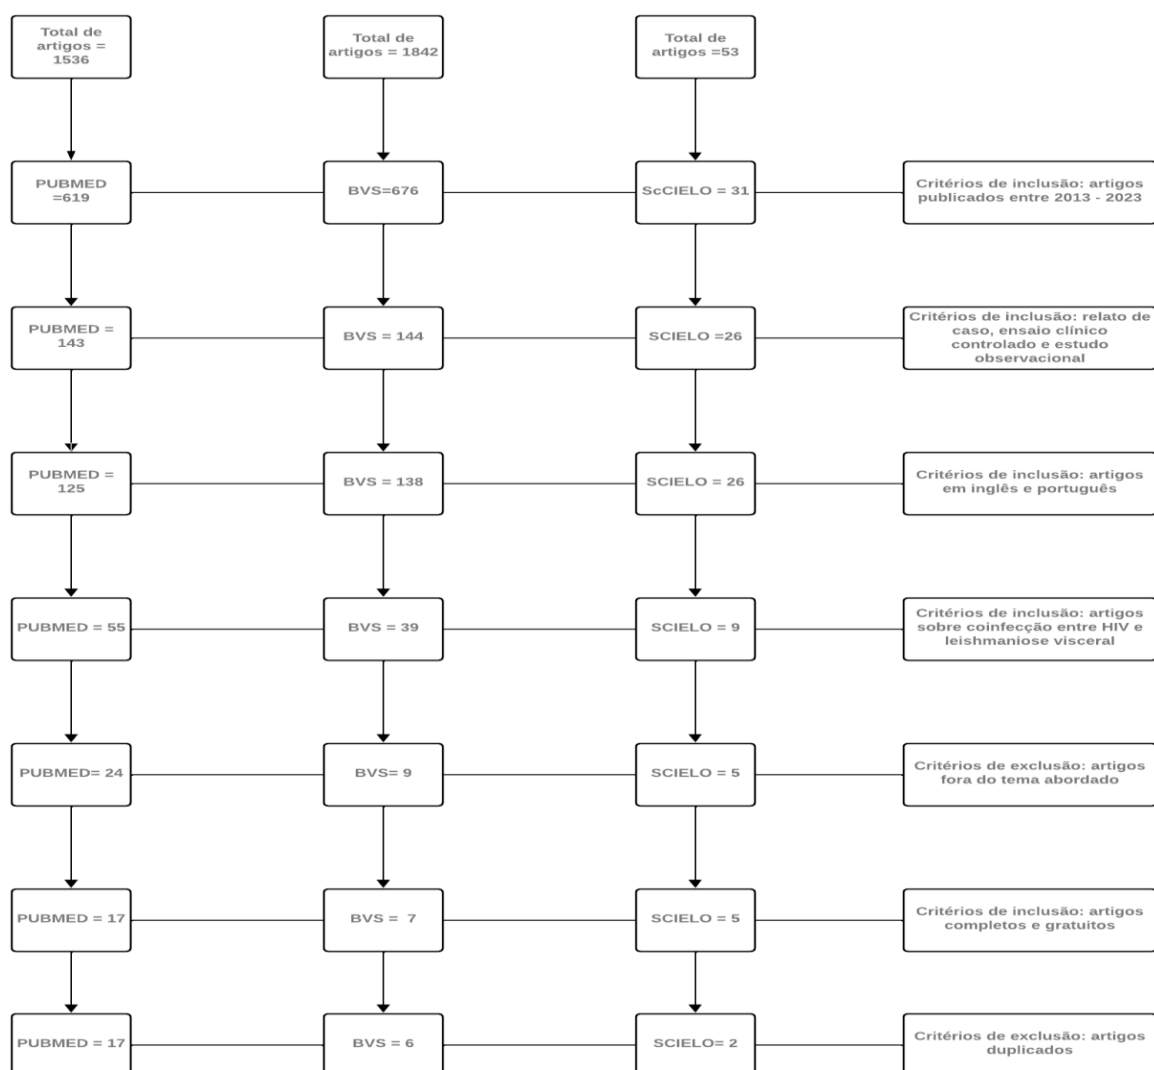 Total de
artigos =
1536
Total de
artigos = 1842
Total de
artigos =53
PUBMED
=619
BVS=676
ScCIELO = 31
Critérios de inclusão: artigos
publicados entre 2013 - 2023
PUBMED =
143
BVS = 144
SCIELO =26
Critérios de inclusão: relato de
caso, ensaio clínico
controlado e estudo
observacional
PUBMED =
125
BVS = 138
SCIELO = 26
Critérios de inclusão: artigos
em inglês e português
PUBMED = 55
BVS = 39
SCIELO = 9
Critérios de inclusão: artigos
sobre coinfecção entre HIV e
leishmaniose visceral
PUBMED= 24
BVS= 9
SCIELO = 5
Critérios de exclusão: artigos
fora do tema abordado
PUBMED = 17
BVS = 7
SCIELO = 5
Critérios de inclusão: artigos
completos e gratuitos
PUBMED = 17
BVS = 6
SCIELO= 2
Critérios de exclusão: artigos
duplicados